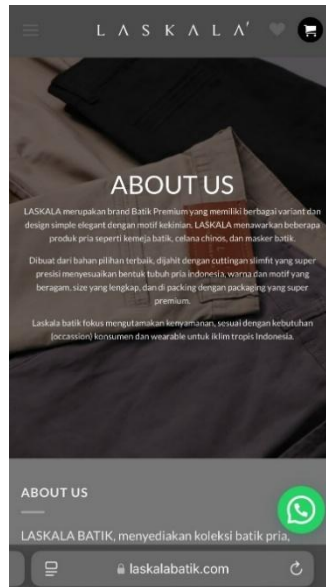 LASKALA'
ABOUT US
LASKALA merupakan brand Batik Premium yang memiliki berbagai variant dan
design simple elegant dengan motif kekinian. LASKALA menawarkan beberapa
produk pria seperti kemeja batik, celana chinos, dan masker batik.
Dibuat dari bahan pilihan terbaik, dijahit dengan cuttingan slimfit yang super
presisi menyesuaikan bentuk tubuh pria indonesia, warna dan motif yang
beragam, size yang lengkap, dan di packing dengan packaging yang super
premium.
Laskala batik fokus mengutamakan kenyamanan, sesuai dengan kebutuhan
(occassion) konsumen dan wearable untuk iklim tropis Indonesia.
ABOUT US
LASKALA BATIK, menyediakan koleksi batik pria,
laskalabatik.com